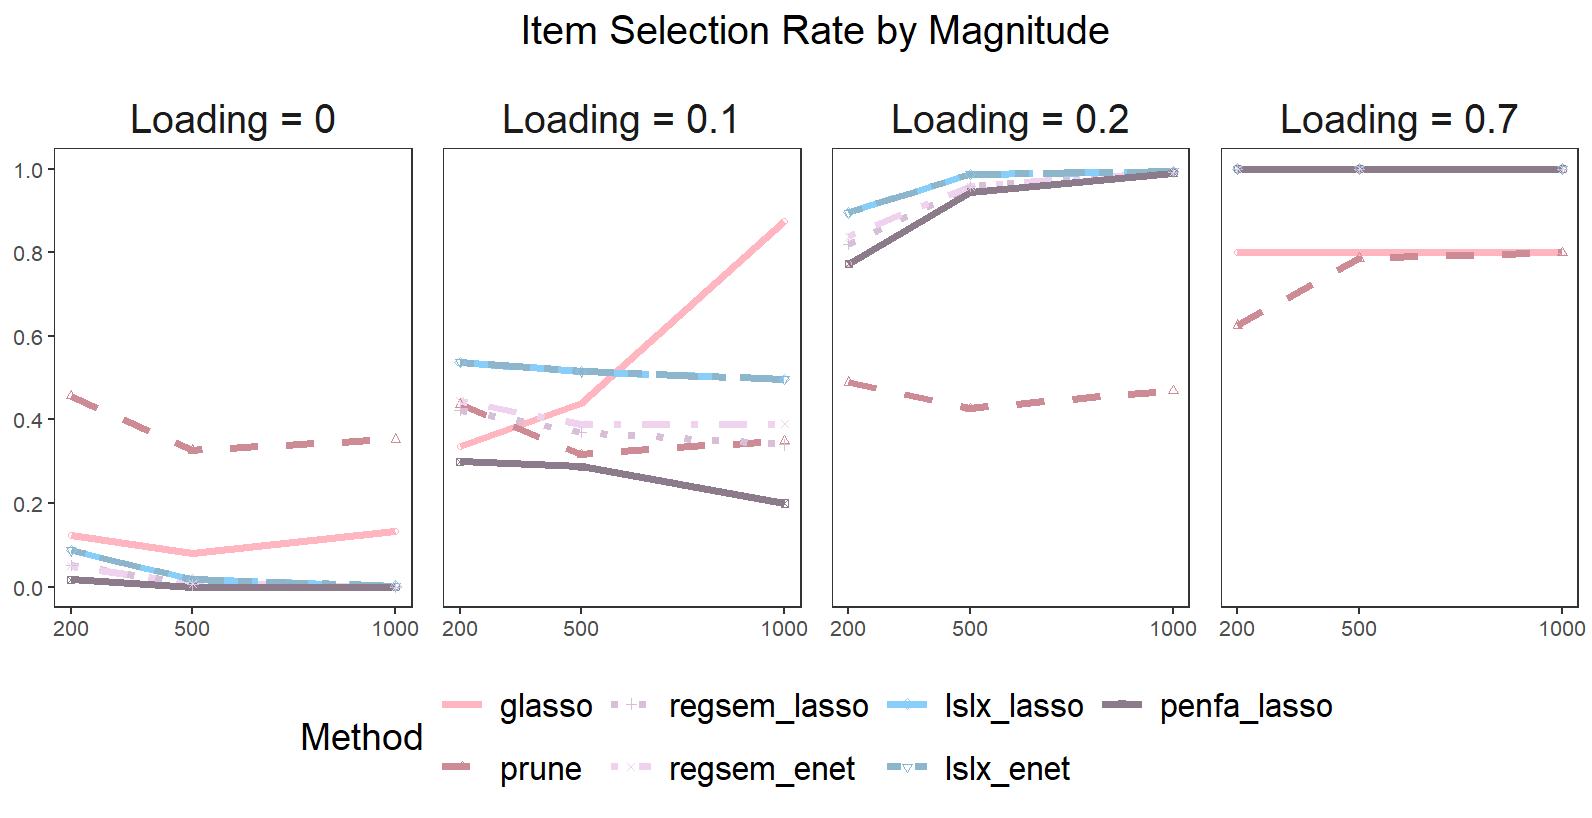 Item Selection Rate by Magnitude
Loading = 0 Loading = 0.1 Loading = 0.2 Loading = 0.7
1.0
0.8
0.6
0.4
0.2
0.0
200 500 1000 200 500 1000 200 500 1000 200 500 1000
Method
glasso regsem_lasso lslx_lasso penfa_lasso
prune regsem_enet lslx_enet